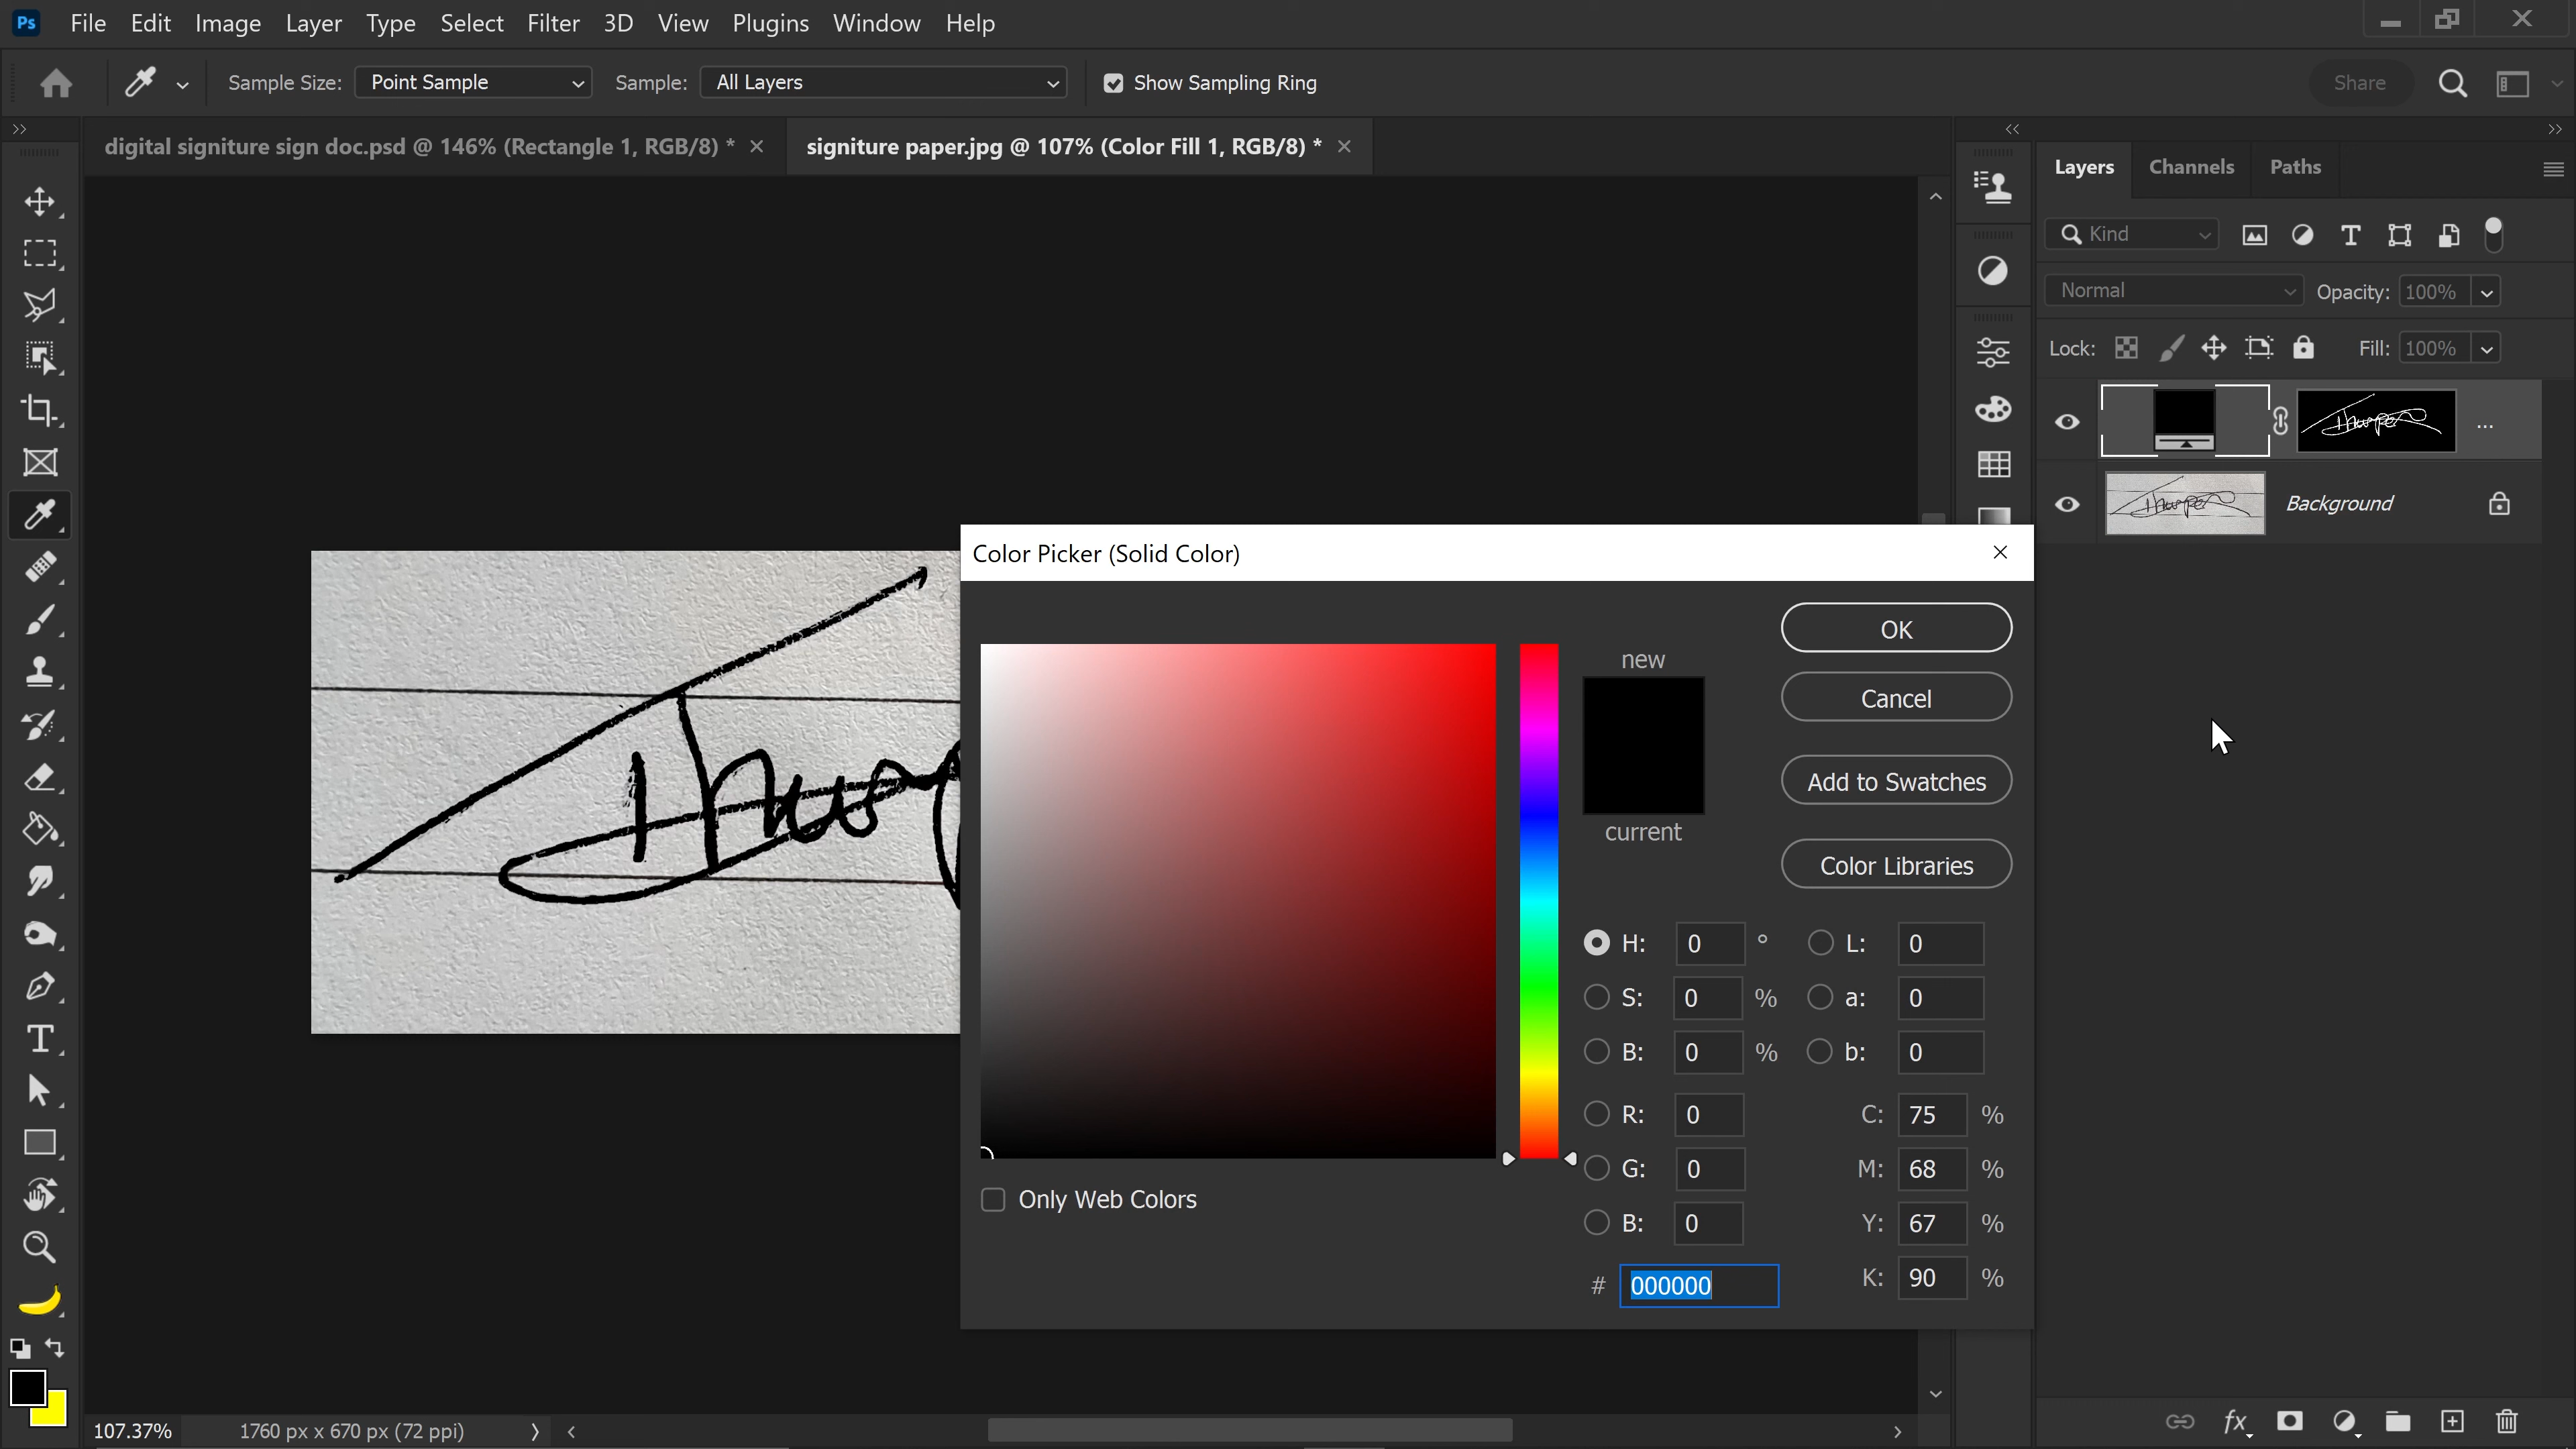 Ps File Edit Image Layer Type Select Filter 3D View Plugins Window Help
Sample Size: Point Sample Sample: All Layers Show Sampling Ring Share
digital signiture sign doc.psd @ 146% (Rectangle 1, RGB/8) * signiture paper.jpg @ 107% (Color Fill 1, RGB/8) *
Layers Channels Paths
Kind
Normal Opacity: 100%
Lock: Fill: 100%
...
Background
Color Picker (Solid Color)
OK
new
Cancel
Add to Swatches
current
Color Libraries
H: 0 ° L: 0
S: 0 % a: 0
B: 0 % b: 0
R: 0 C: 75 %
G: 0 M: 68 %
B: 0 Y: 67 %
# 000000 K: 90 %
Only Web Colors
107.37% 1760 px x 670 px (72 ppi)